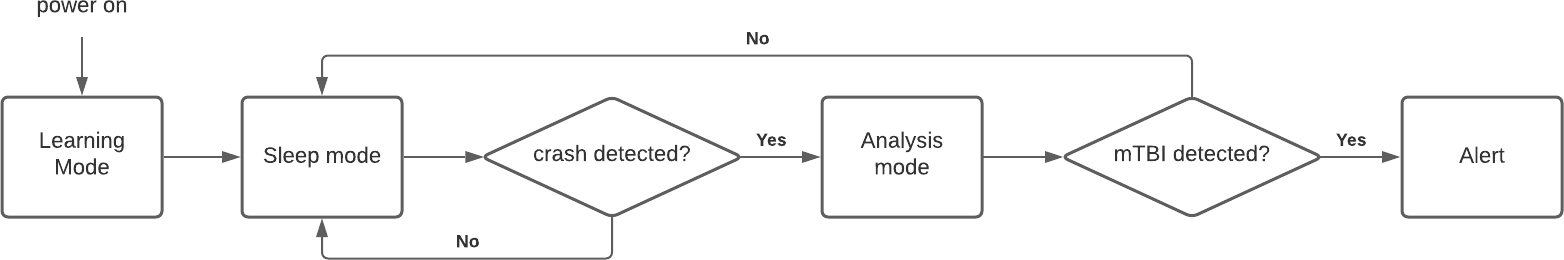 power on
No
Learning
Mode
Sleep mode
crash detected?
Yes
Analysis
mode
mTBI detected?
Yes
Alert
No